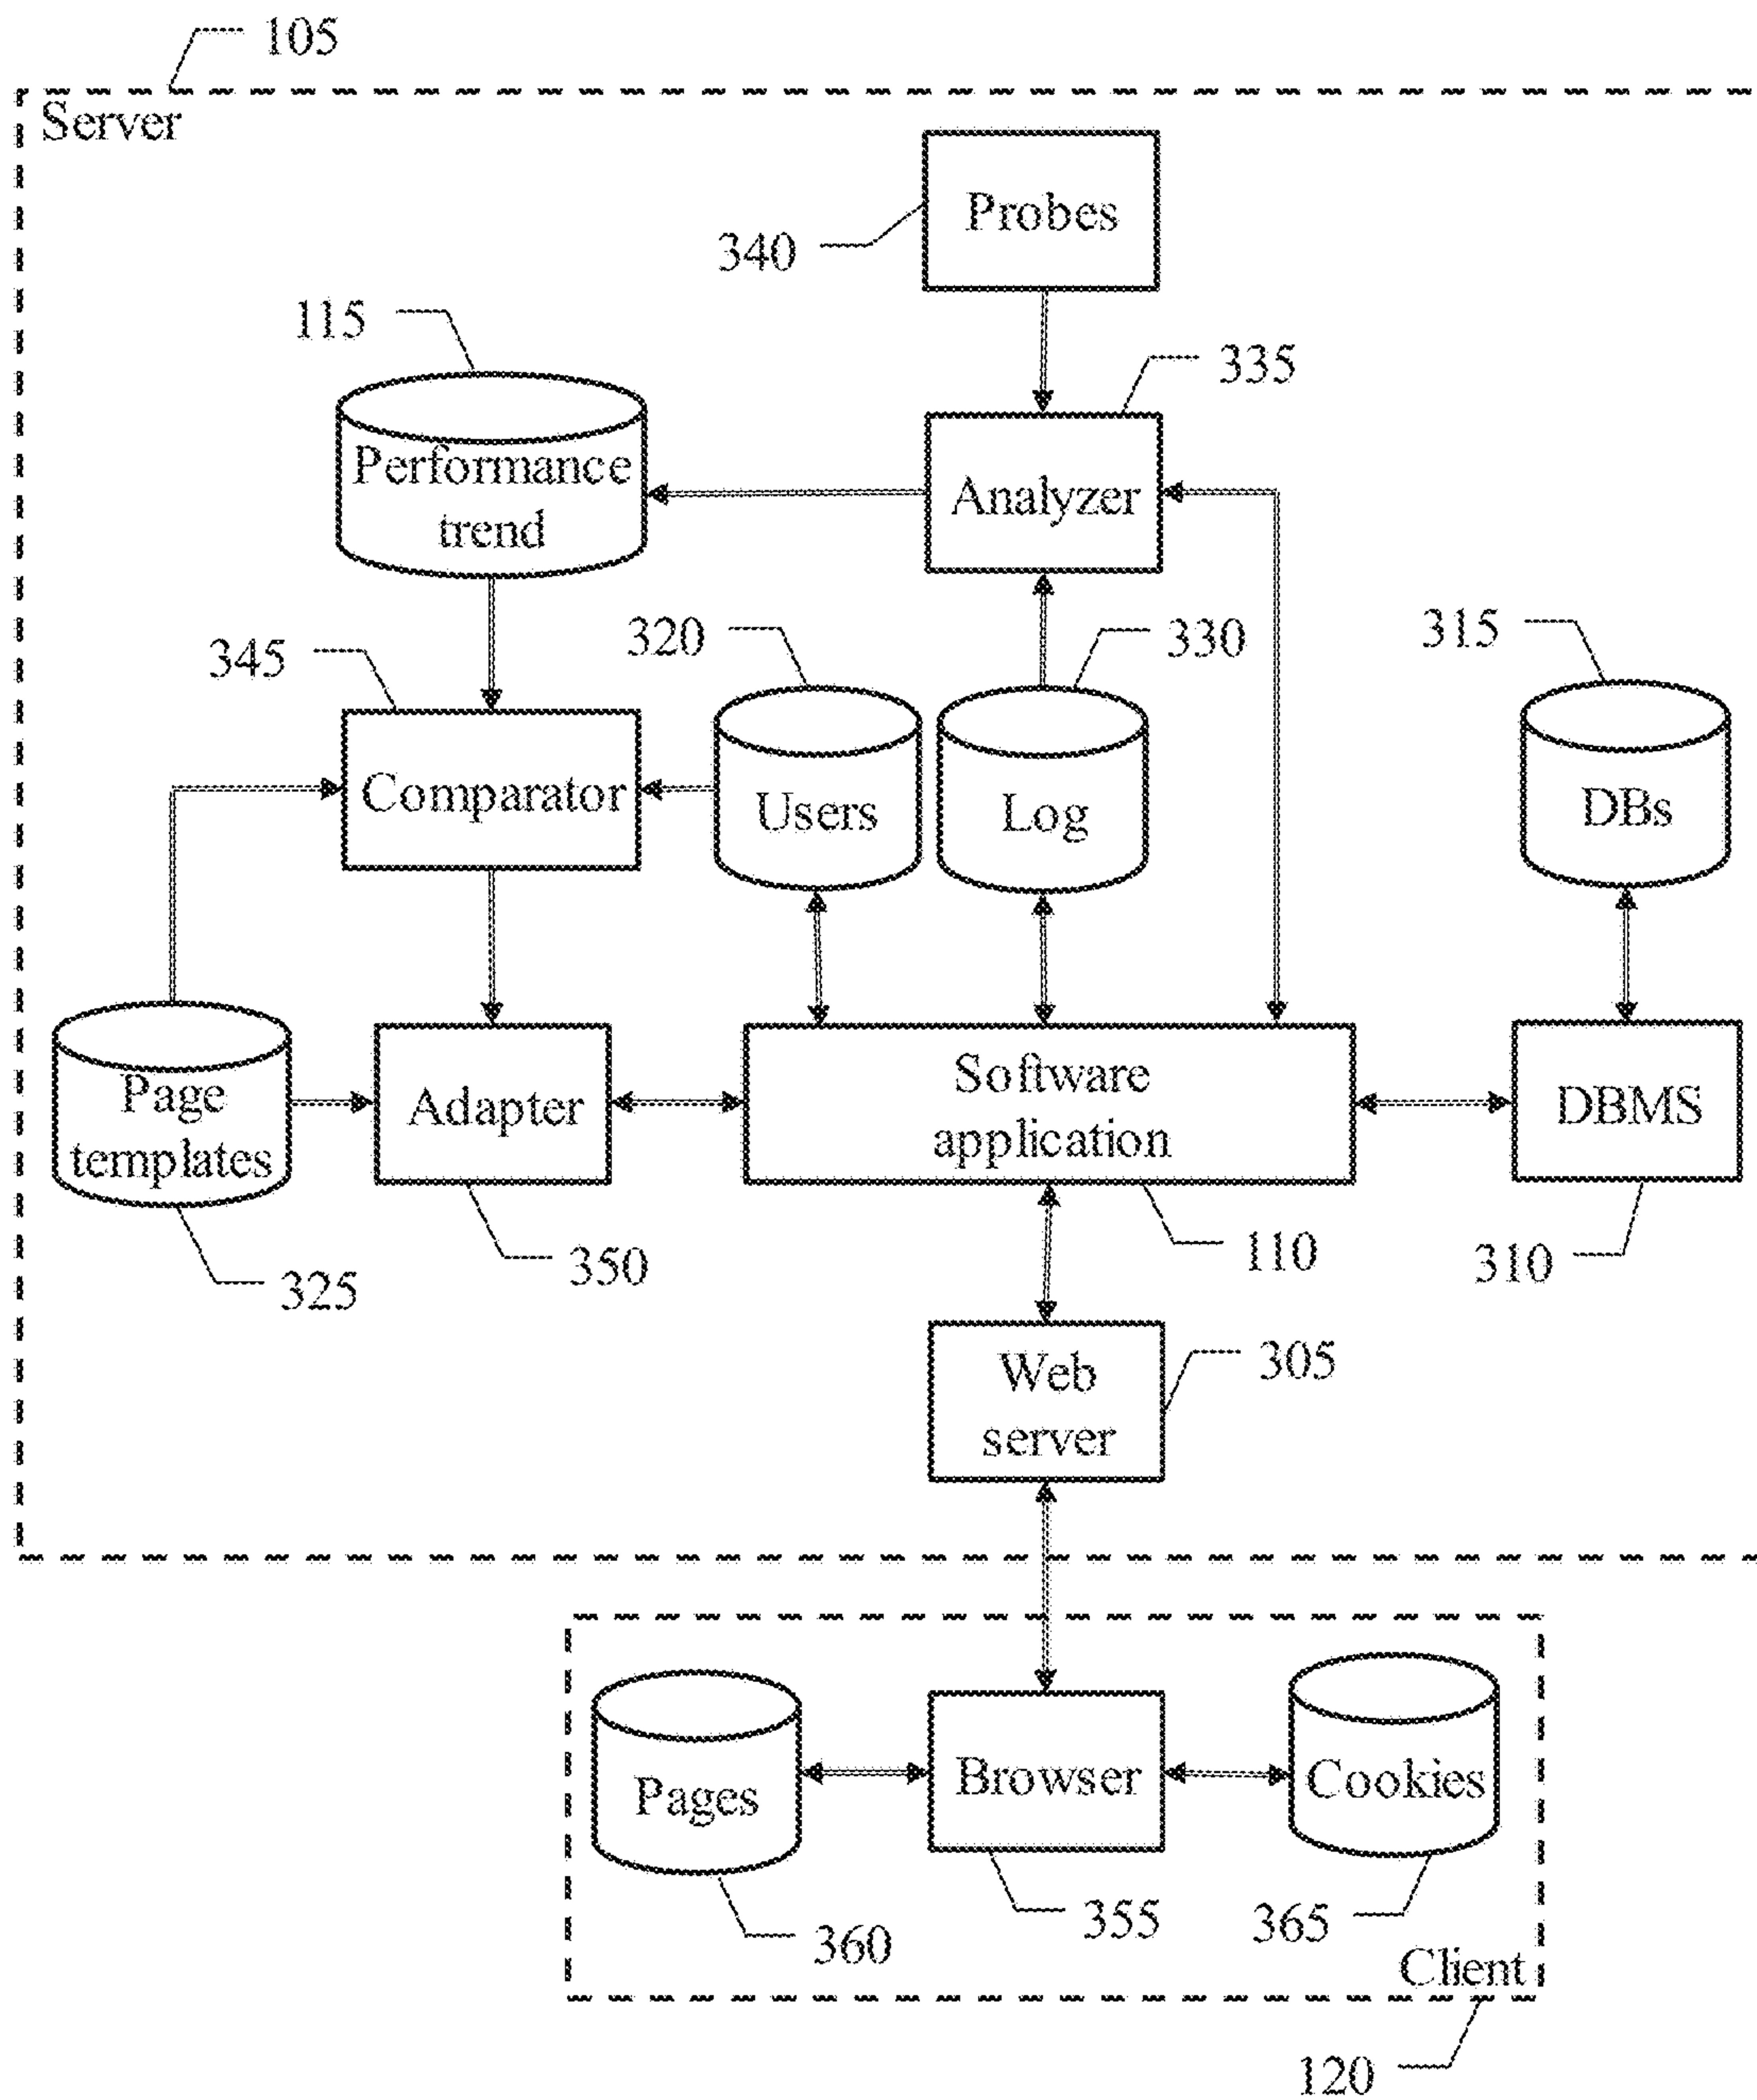 105
Server
Probes
340
115
335
Performance
trend
Analyzer
320
330
315
345
Comparator
Users
Log
DBs
Page
templates
Adapter
Software
application
DBMS
325
350
110
310
Web
server
305
Pages
Browser
Cookies
360
355
365
Client
120